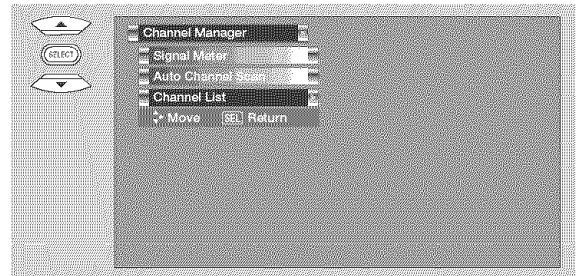 SELECT
Channel Manager
Signal Meter
Auto Channel Scan
Channel List
Move SEL Return